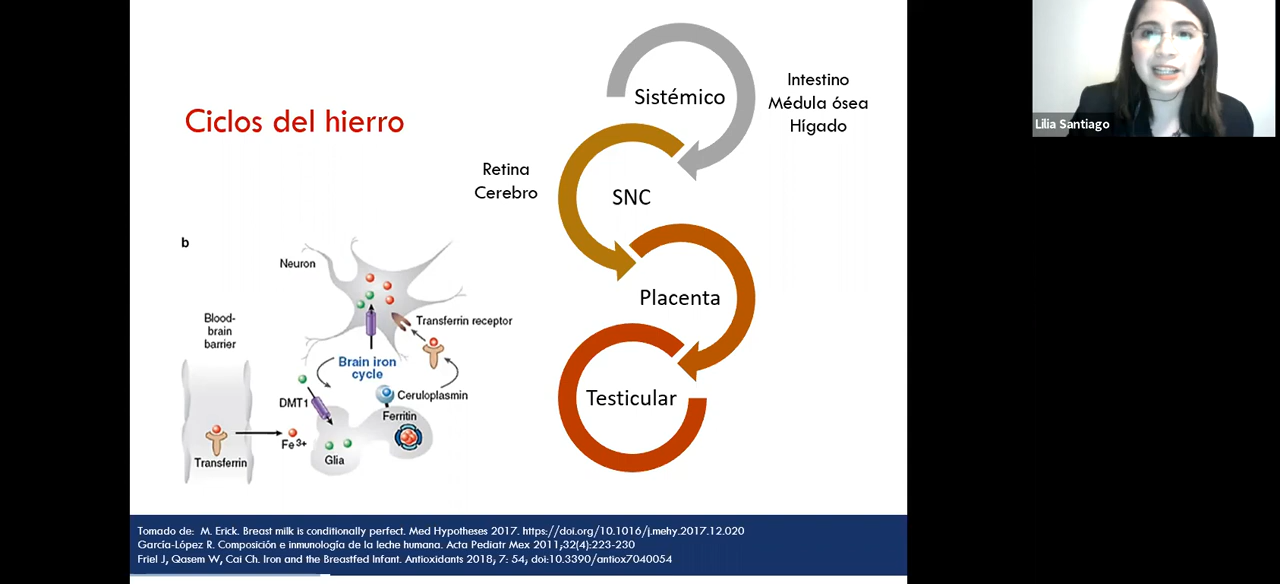 Ciclos del hierro
Sistémico
Intestino
Médula ósea
Hígado
Retina
Cerebro
SNC
Placenta
Testicular
b
Neuron
Blood-
brain
barrier
Transferrin receptor
Brain iron
cycle
DMT1
Ceruloplasmin
Ferritin
Fe3+
Glia
Transferrin
Tomado de: M. Erick. Breast milk is conditionally perfect. Med Hypotheses 2017. https://doi.org/10.1016/j.mehy.2017.12.020
García-López R. Composición e inmunología de la leche humana. Acta Pediatr Mex 2011;32(4):223-230
Friel J, Qasem W, Cai Ch. Iron and the Breastfed Infant. Antioxidants 2018; 7: 54; doi:10.3390/antiox7040054
Lilia Santiago